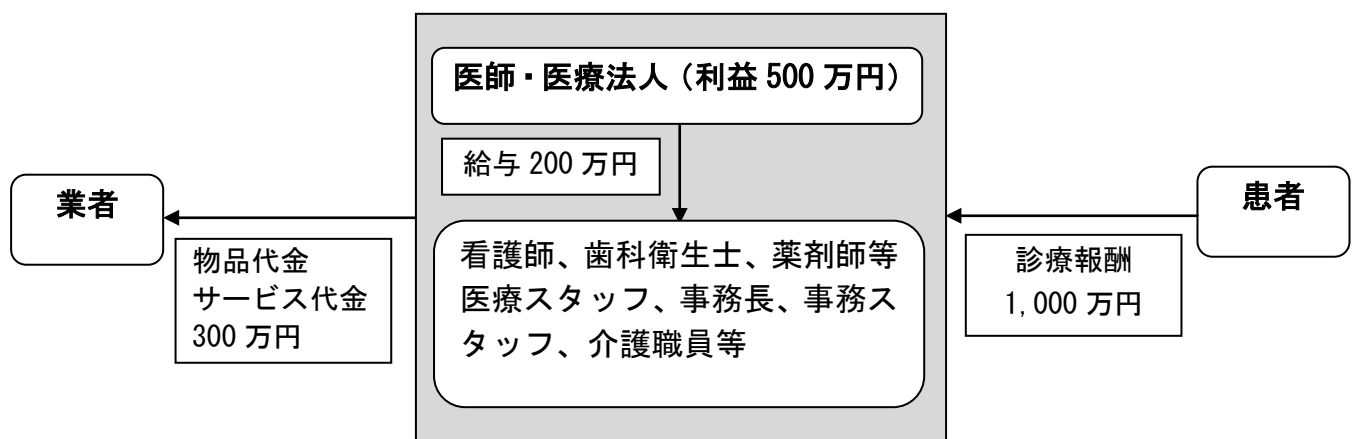 医師・医療法人（利益 500 万円）
給与 200 万円
業者
患者
物品代金
サービス代金
300 万円
看護師、歯科衛生士、薬剤師等
医療スタッフ、事務長、事務ス
タッフ、介護職員等
診療報酬
1,000 万円